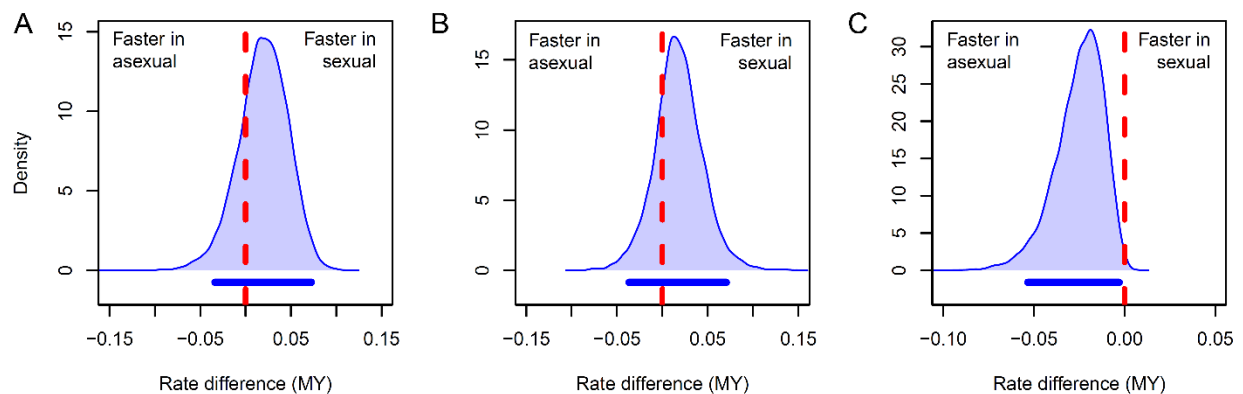 A
Faster in
asexual
Faster in
sexual
Density
15
10
5
0
−0.15
−0.05
0.05
0.15
Rate difference (MY)
B
Faster in
asexual
Faster in
sexual
15
10
5
0
−0.15
−0.05
0.05
0.15
Rate difference (MY)
C
Faster in
asexual
Faster in
sexual
30
25
20
15
10
5
0
−0.10
−0.05
0.00
0.05
Rate difference (MY)